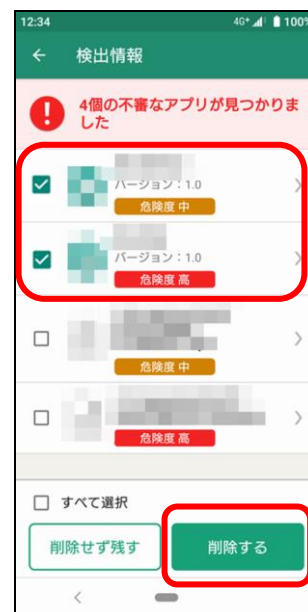 12:34 4G+ 100%
検出情報
4個の不審なアプリが見つかりま
した
バージョン：1.0
危険度 中
バージョン：1.0
危険度 高
危険度 中
危険度 高
すべて選択
削除せず残す 削除する